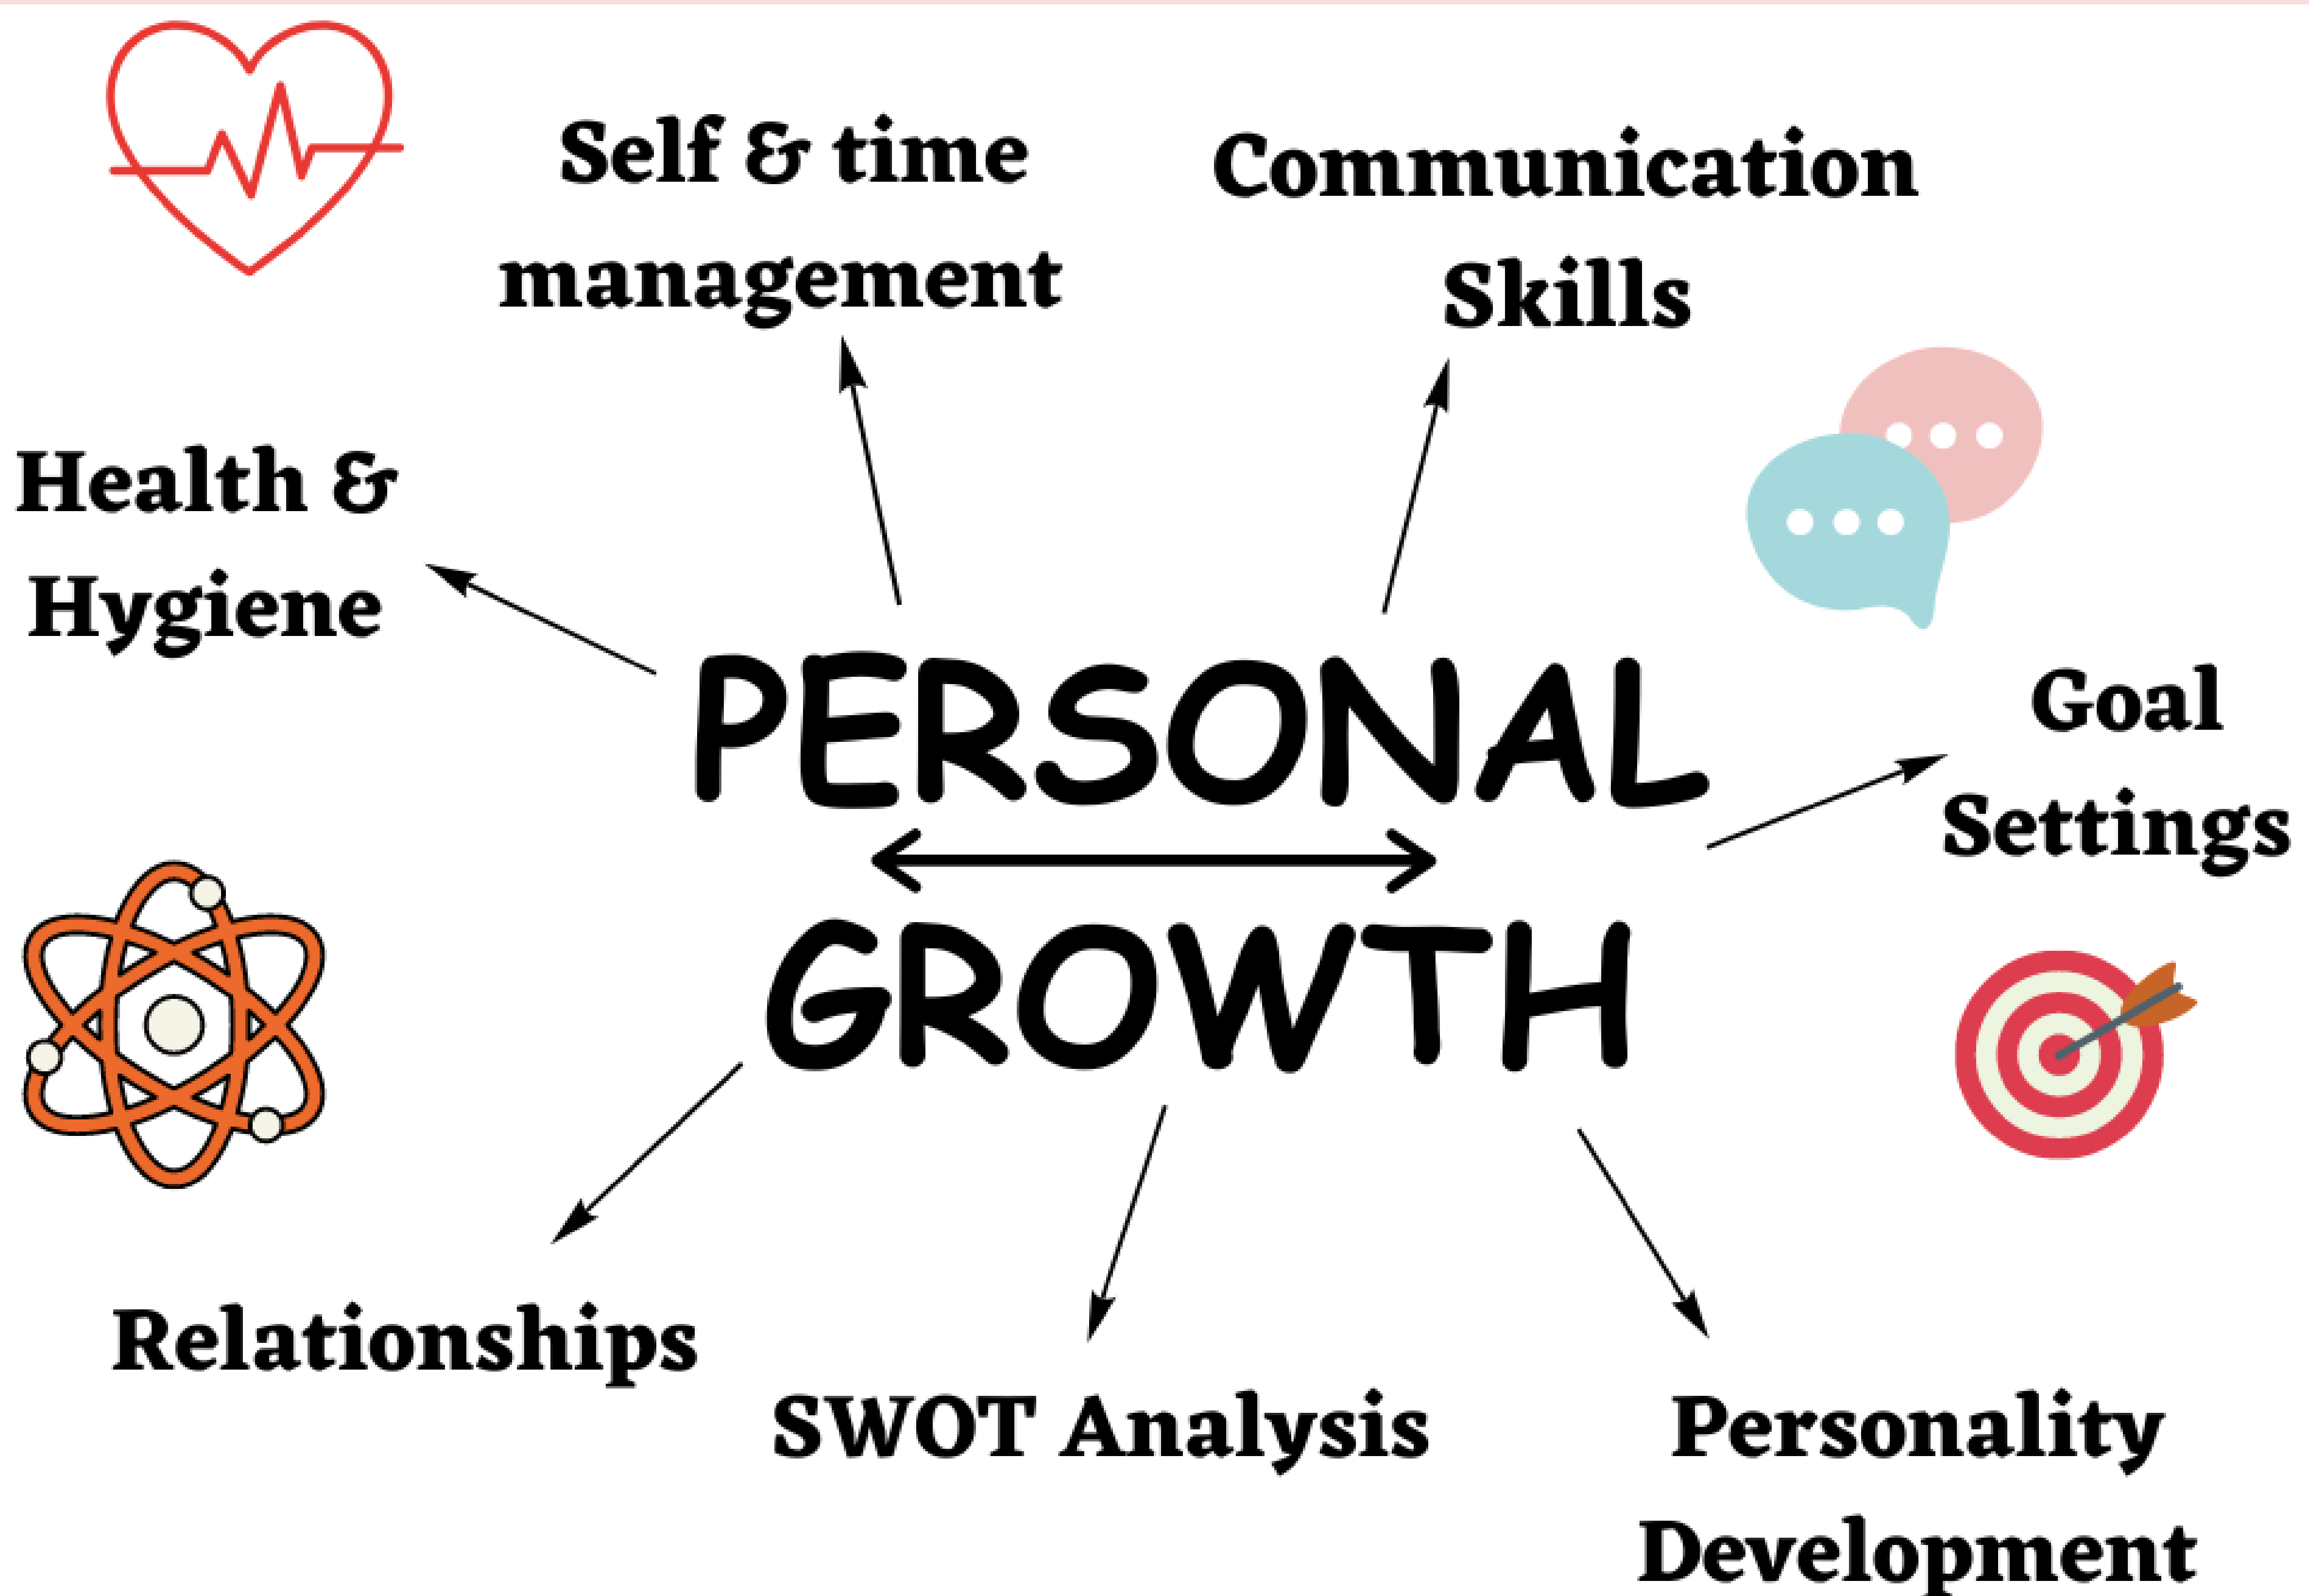 Self & time
management
Communication
Skills
Health &
Hygiene
PERSONAL
GROWTH
Goal
Settings
Relationships
SWOT Analysis
Personality
Development